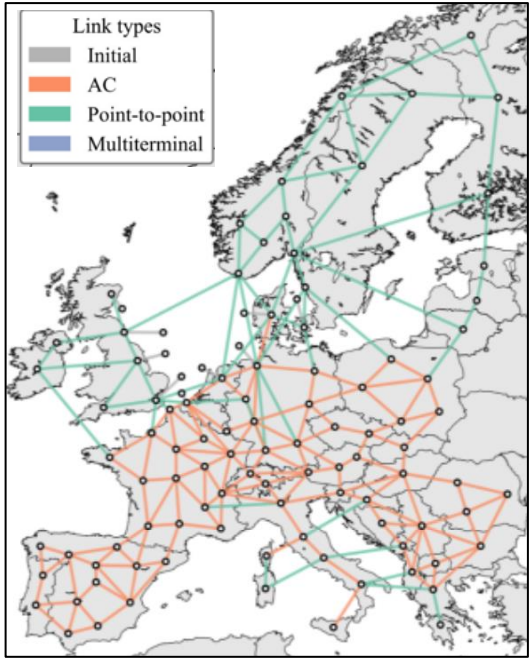 Link types
Initial
AC
Point-to-point
Multiterminal